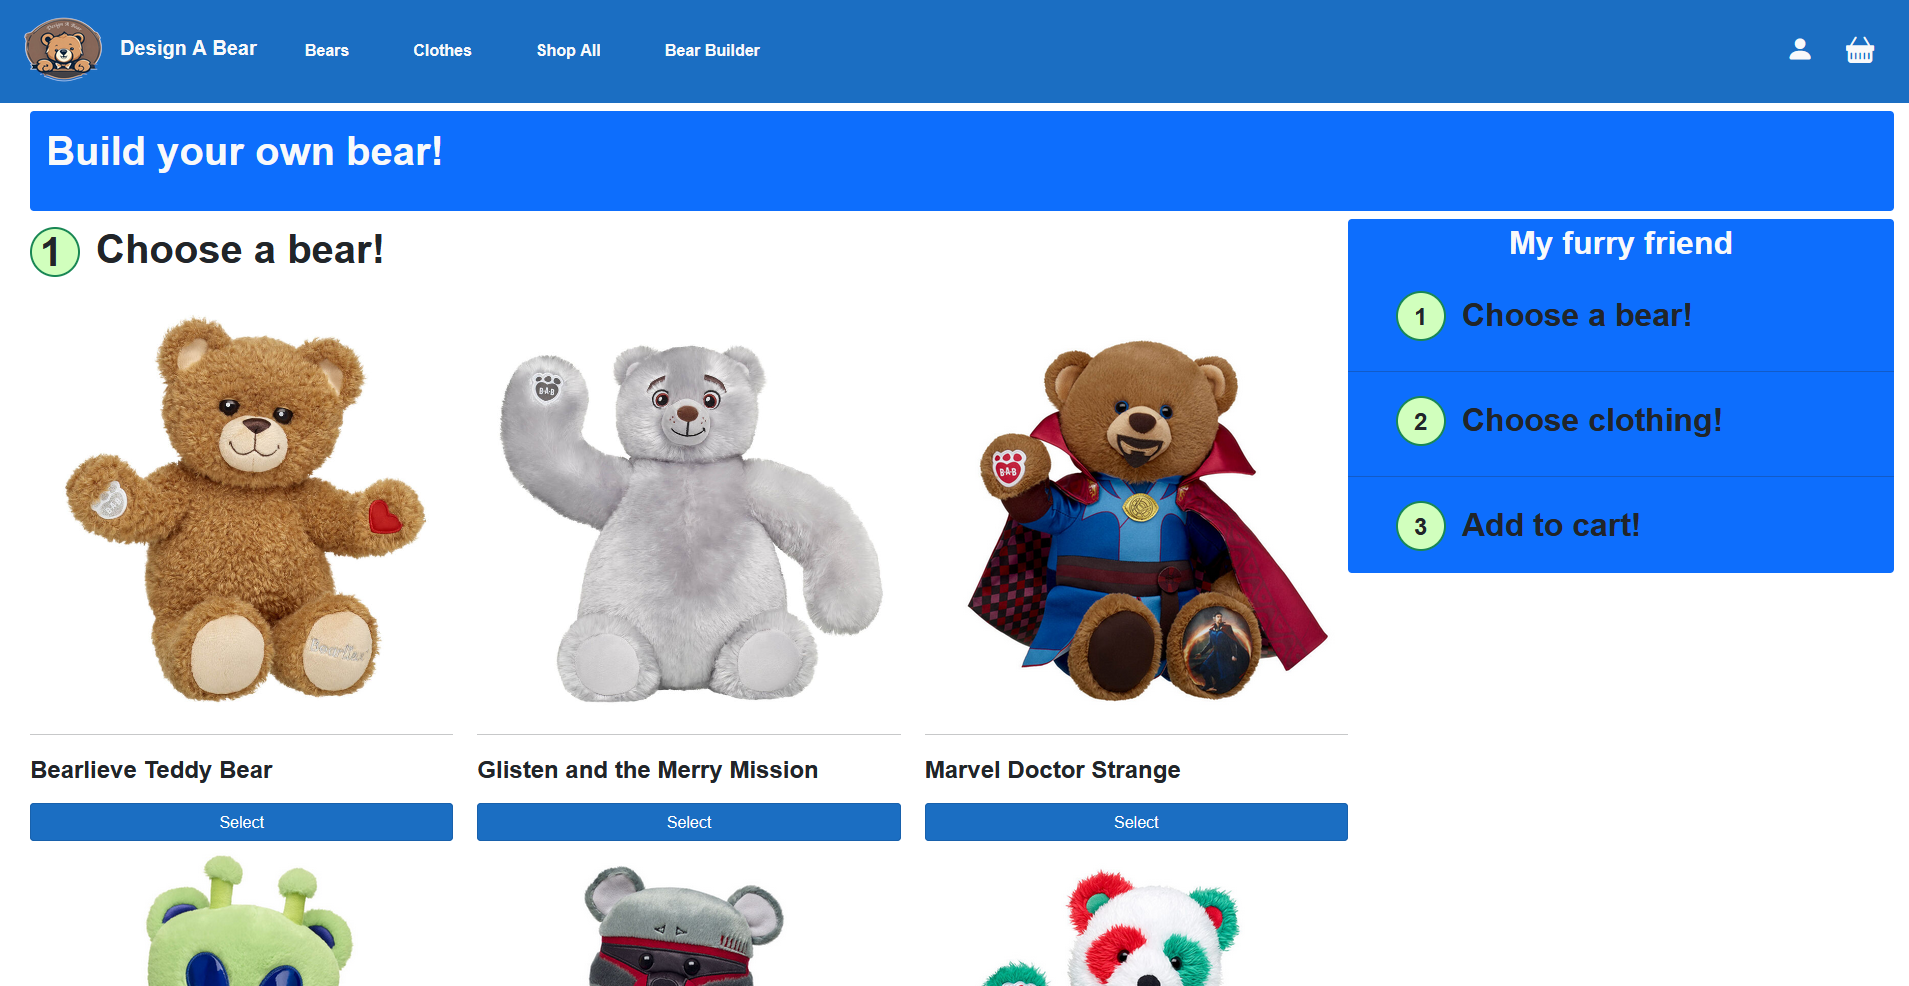 Design A Bear
Design A Bear
Bears
Clothes
Shop All
Bear Builder
Build your own bear!
1 Choose a bear!
My furry friend
1 Choose a bear!
2 Choose clothing!
3 Add to cart!
B·A·B
B·A·B
Bearlieve Teddy Bear
Glisten and the Merry Mission
Marvel Doctor Strange
Select
Select
Select